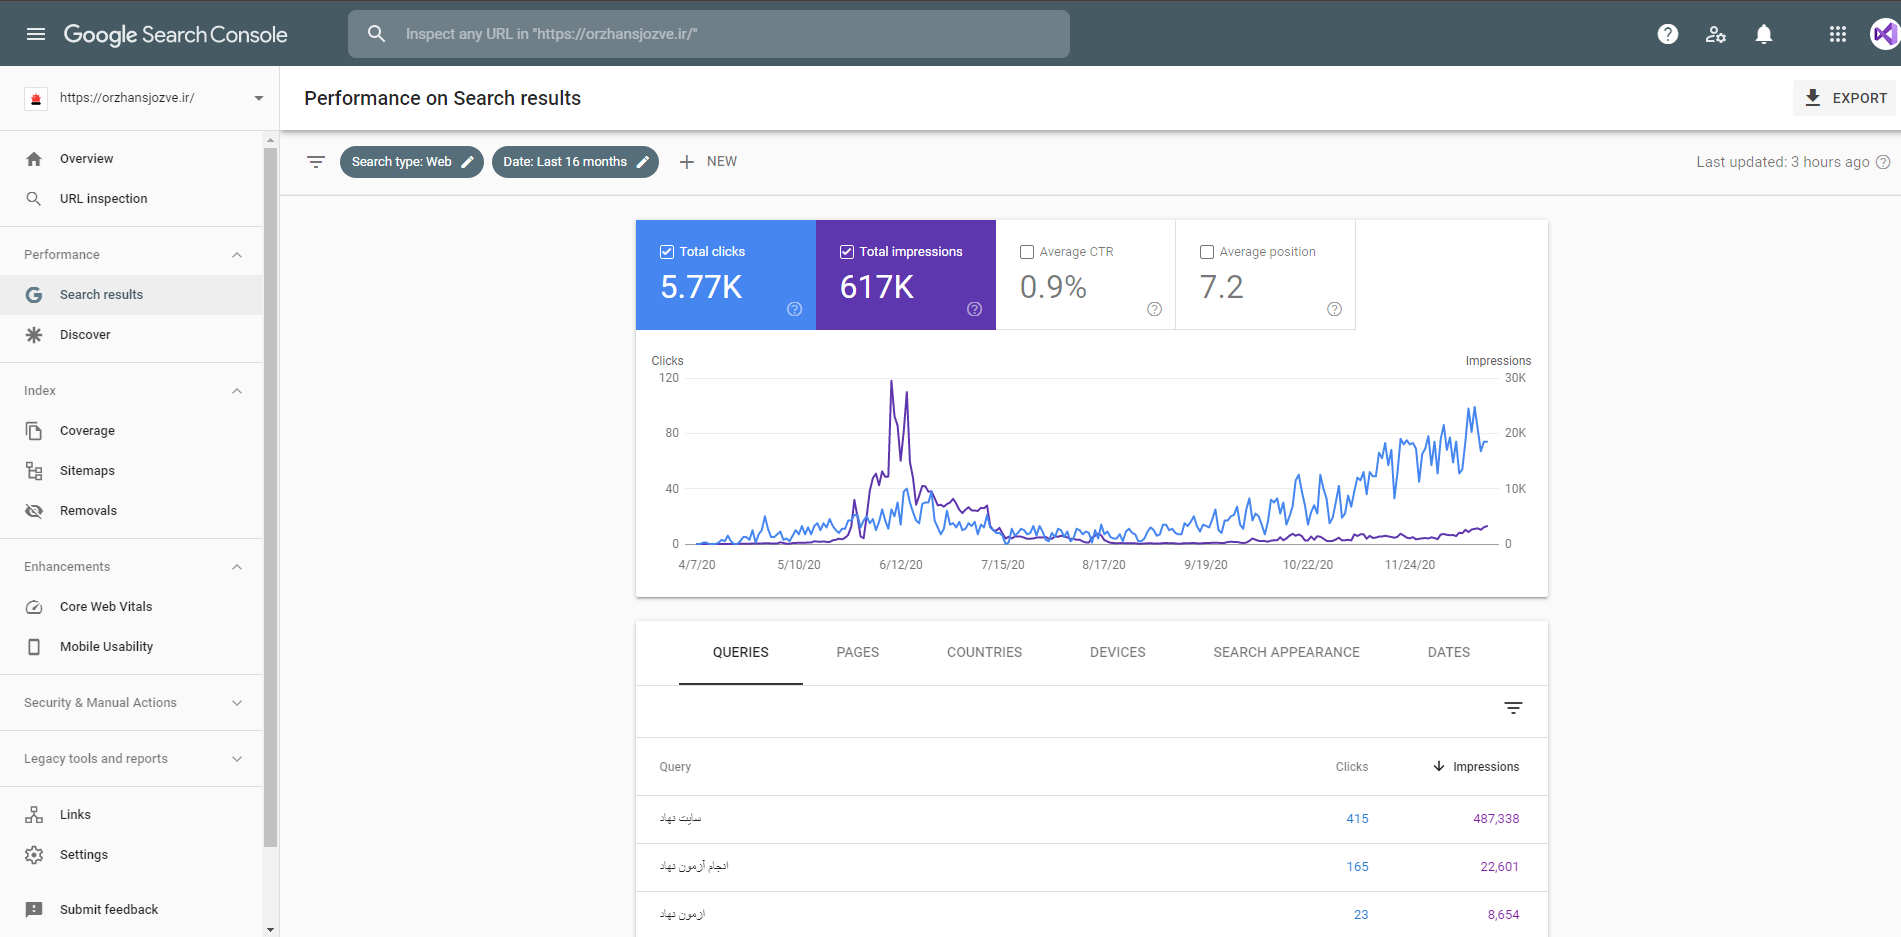 Google Search Console
Inspect any URL in "https://orzhansjozve.ir/"
https://orzhansjozve.ir/
Performance on Search results
EXPORT
Overview
URL inspection
Performance
Search results
Discover
Index
Coverage
Sitemaps
Removals
Enhancements
Core Web Vitals
Mobile Usability
Security & Manual Actions
Legacy tools and reports
Links
Settings
Submit feedback
Search type: Web
Date: Last 16 months
NEW
Last updated: 3 hours ago
Total clicks
5.77K
Total impressions
617K
Average CTR
0.9%
Average position
7.2
Clicks
Impressions
120
30K
80
20K
40
10K
0
0
4/7/20 5/10/20 6/12/20 7/15/20 8/17/20 9/19/20 10/22/20 11/24/20
QUERIES PAGES COUNTRIES DEVICES SEARCH APPEARANCE DATES
Query Clicks Impressions
سایت نهاد 415 487,338
انجام آزمون نهاد 165 22,601
ازمون نهاد 23 8,654